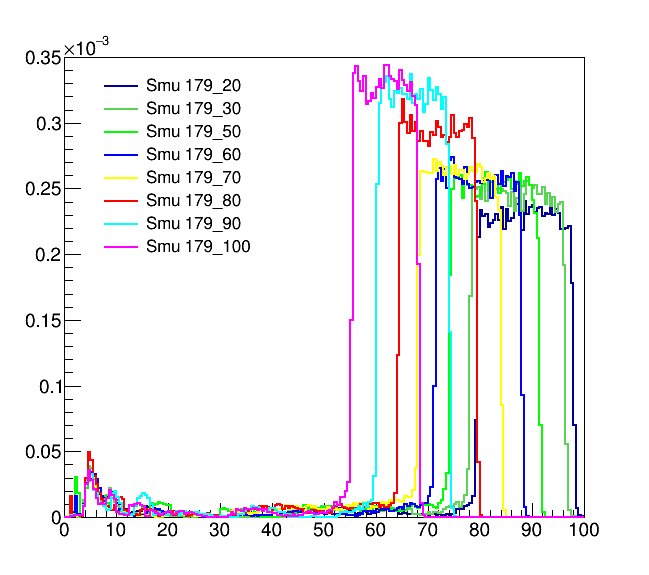 ×10⁻³
0.35
0.3
0.25
0.2
0.15
0.1
0.05
0
Smu 179_20
Smu 179_30
Smu 179_50
Smu 179_60
Smu 179_70
Smu 179_80
Smu 179_90
Smu 179_100
0 10 20 30 40 50 60 70 80 90 100